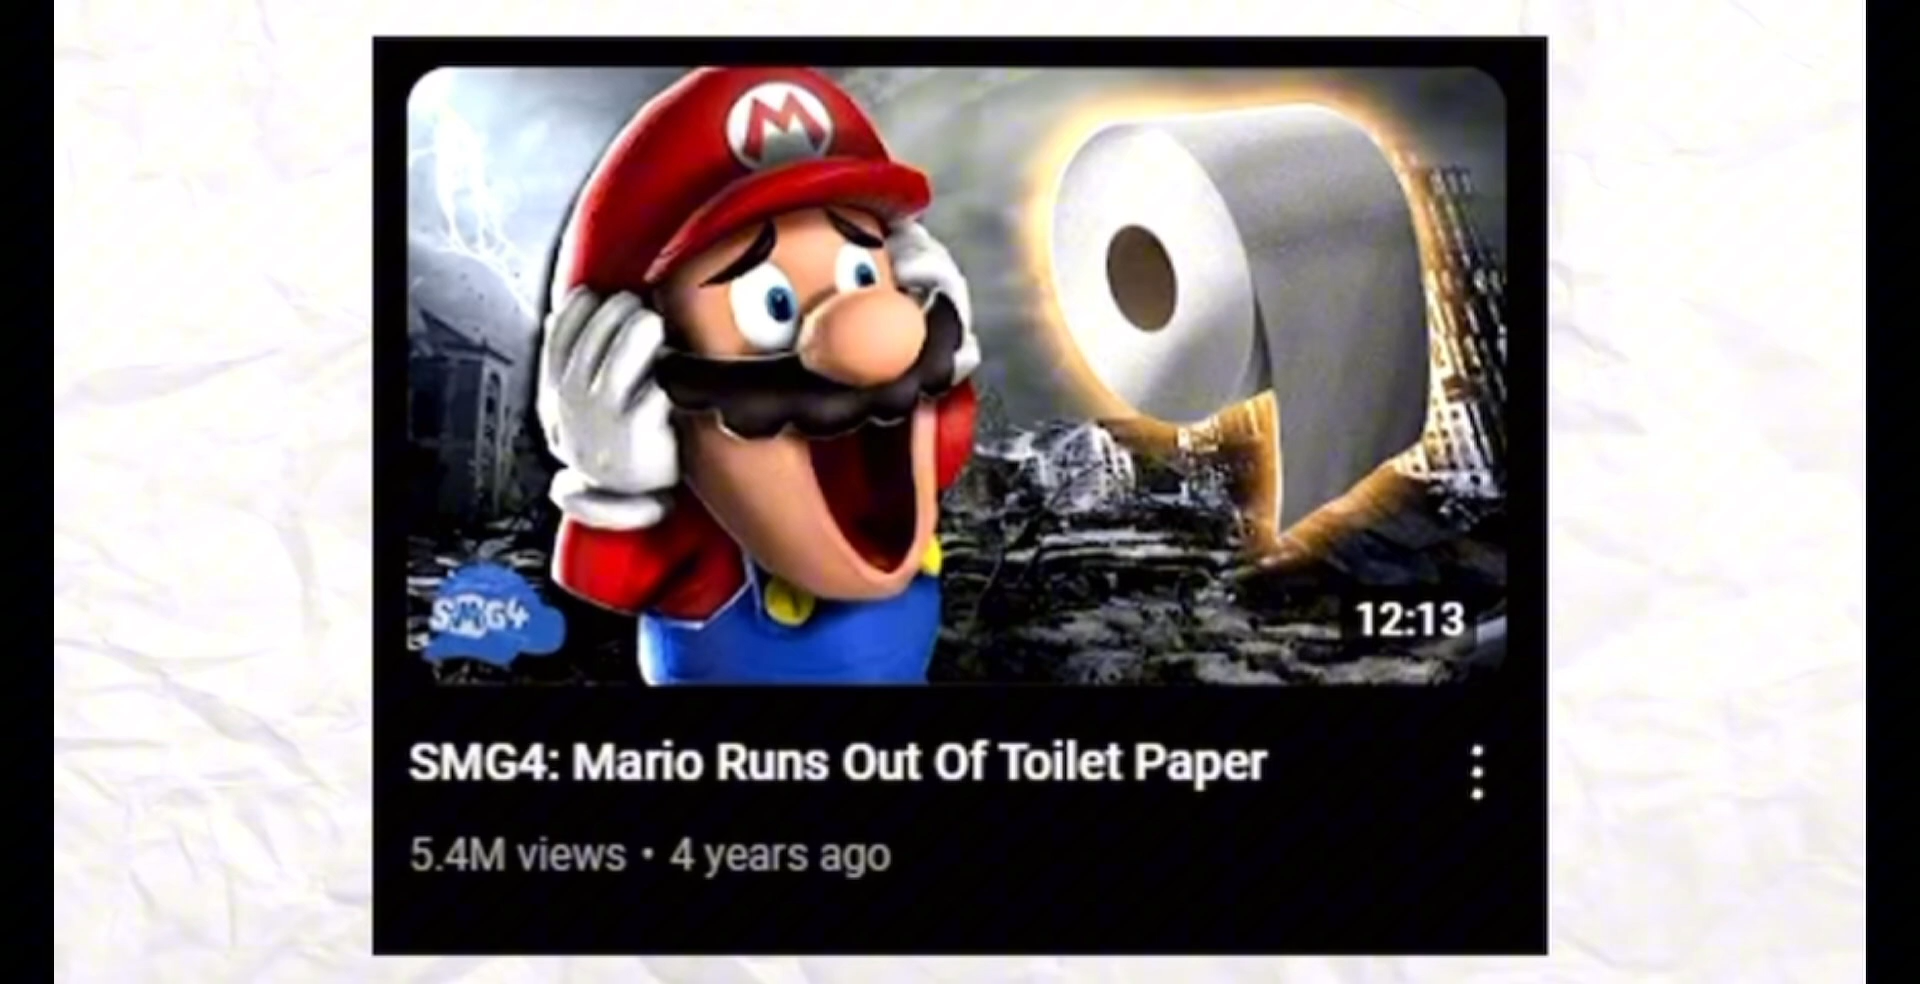 M
SMG4
12:13
SMG4: Mario Runs Out Of Toilet Paper
5.4M views • 4 years ago